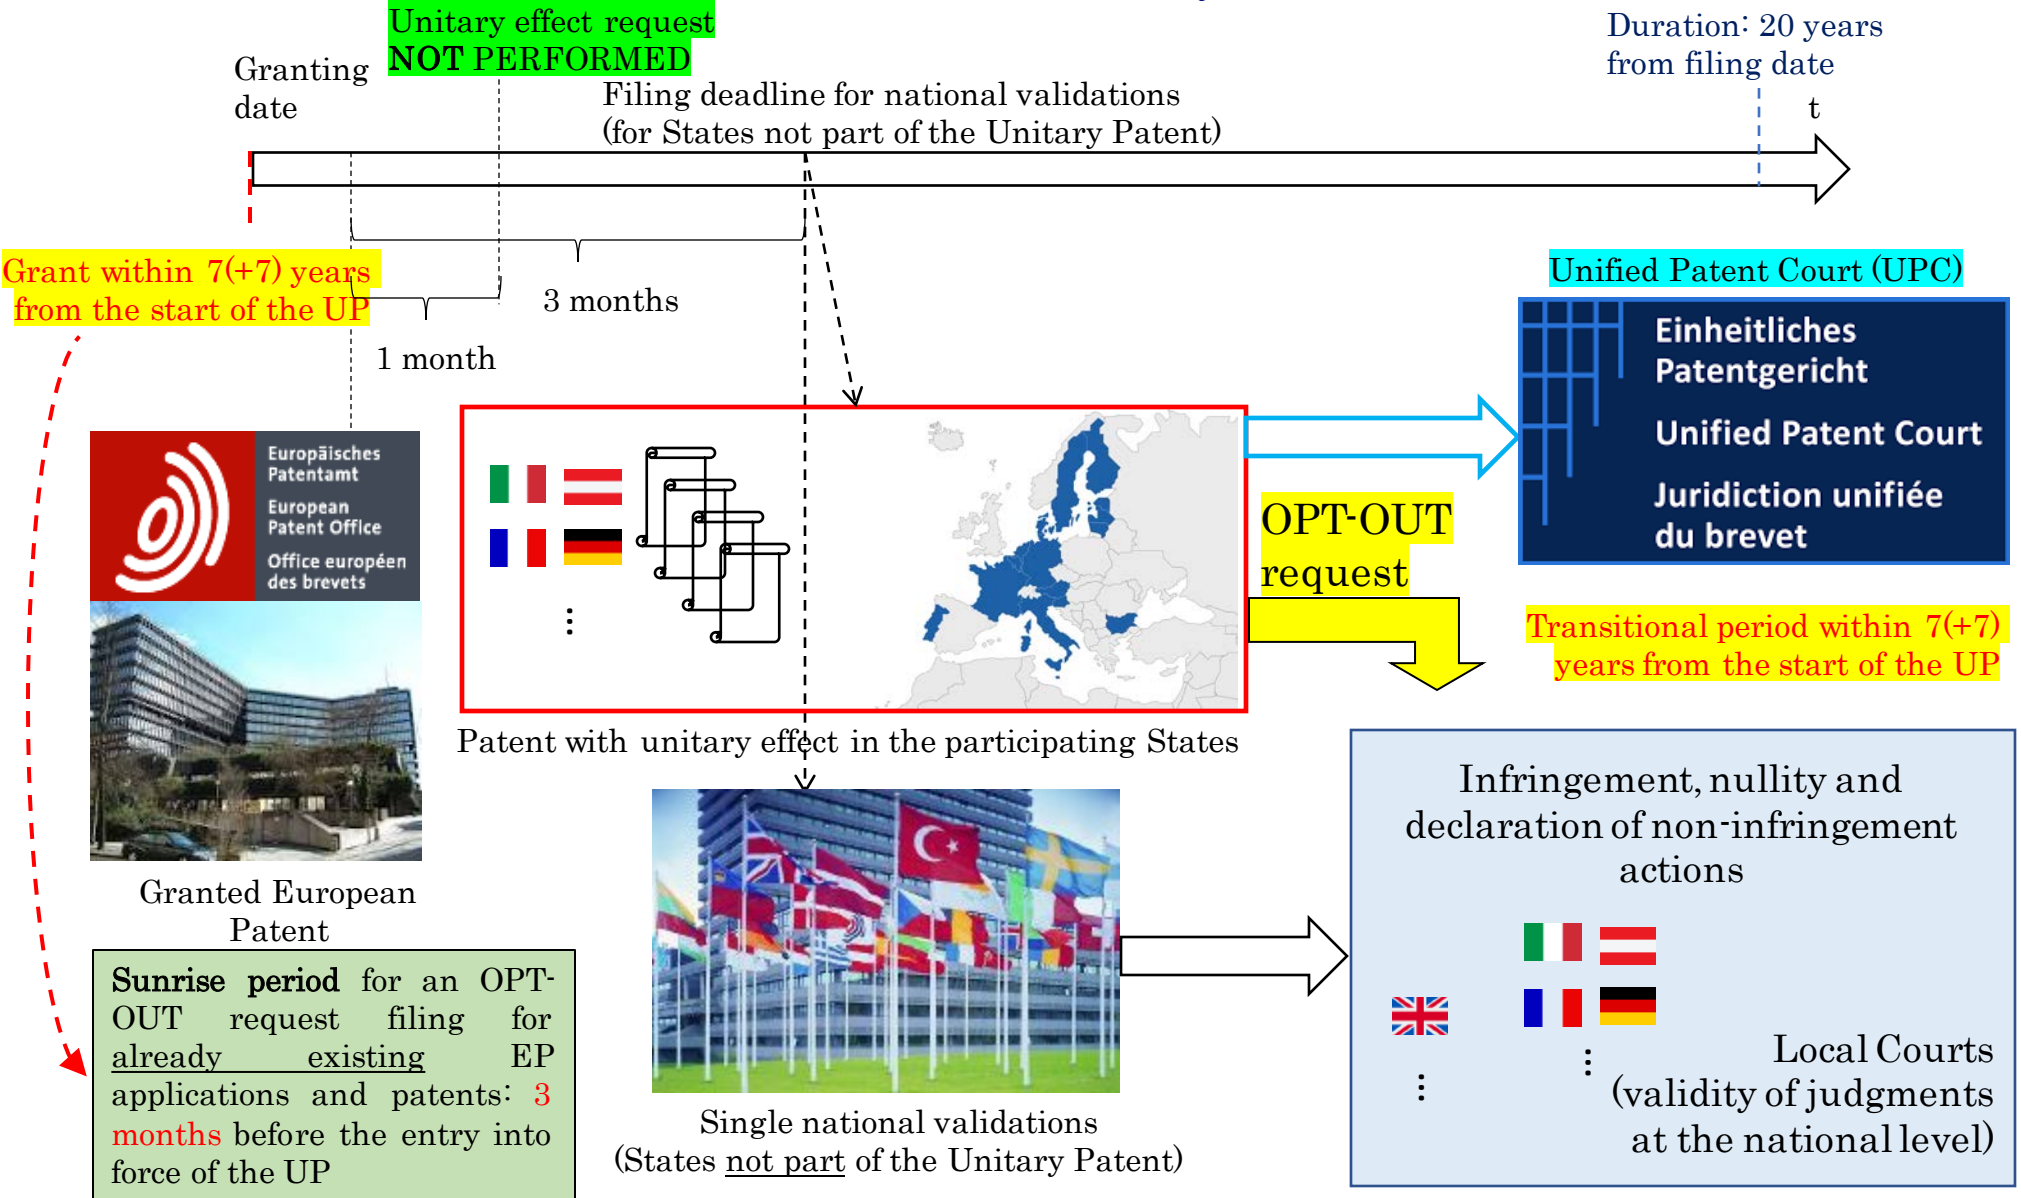 Unitary effect request
NOT PERFORMED
Duration: 20 years
from filing date
Granting
date
Filing deadline for national validations
(for States not part of the Unitary Patent)
t
Grant within 7(+7) years
from the start of the UP
3 months
1 month
Unified Patent Court (UPC)
Einheitliches
Patentgericht
Unified Patent Court
Juridiction unifiée
du brevet
Europäisches
Patentamt
European
Patent Office
Office européen
des brevets
OPT-OUT
request
Transitional period within 7(+7)
years from the start of the UP
Patent with unitary effect in the participating States
Granted European
Patent
Infringement, nullity and
declaration of non-infringement
actions
Sunrise period for an OPT-
OUT request filing for
already existing EP
applications and patents: 3
months before the entry into
force of the UP
Single national validations
(States not part of the Unitary Patent)
Local Courts
(validity of judgments
at the national level)